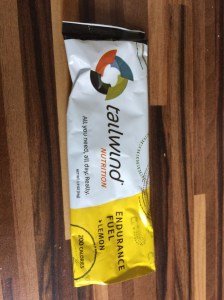 tailwind
NUTRITION
All you need, all day. Really.
ENDURANCE
FUEL
LEMON
200 CALORIES